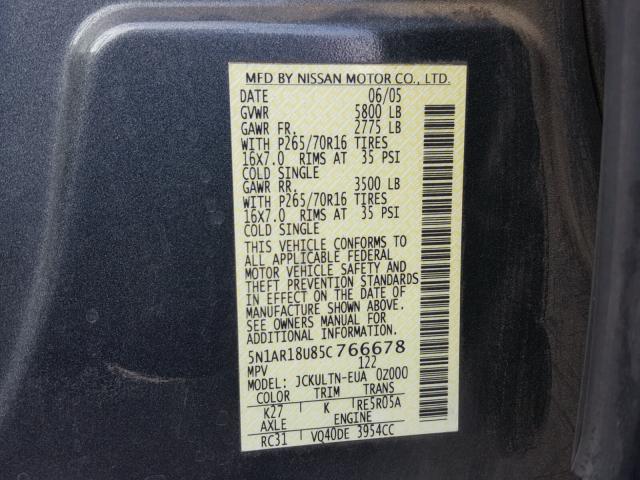 MFD BY NISSAN MOTOR CO., LTD.
DATE 06/05
GVWR 5800 LB
GAWR FR. 2775 LB
WITH P265/70R16 TIRES
16X7.0 RIMS AT 35 PSI
COLD SINGLE
GAWR RR. 3500 LB
WITH P265/70R16 TIRES
16X7.0 RIMS AT 35 PSI
COLD SINGLE
THIS VEHICLE CONFORMS TO
ALL APPLICABLE FEDERAL
MOTOR VEHICLE SAFETY AND
THEFT PREVENTION STANDARDS
IN EFFECT ON THE DATE OF
MANUFACTURE SHOWN ABOVE.
SEE OWNERS MANUAL FOR
ADDITIONAL INFORMATION.
5N1AR18U85C766678
MPV 122
MODEL: JCKULTN-EUA 0Z000
COLOR TRIM TRANS
K27 K RE5R05A
AXLE ENGINE
RC31 VQ40DE 3954CC